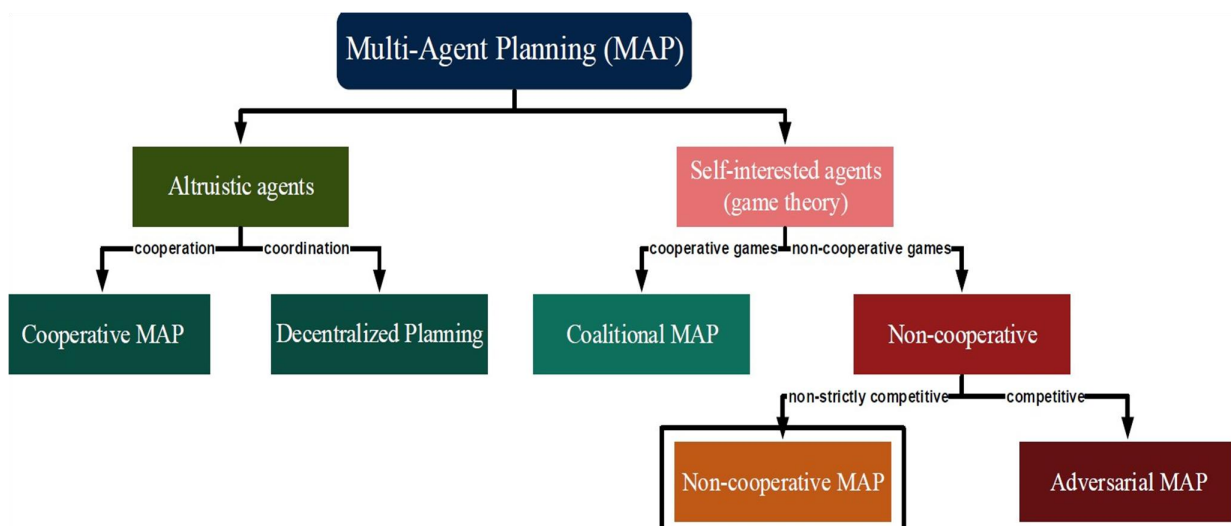 Multi-Agent Planning (MAP)
Altruistic agents
Self-interested agents
(game theory)
cooperation
coordination
cooperative games
non-cooperative games
Cooperative MAP
Decentralized Planning
Coalitional MAP
Non-cooperative
non-strictly competitive
competitive
Non-cooperative MAP
Adversarial MAP